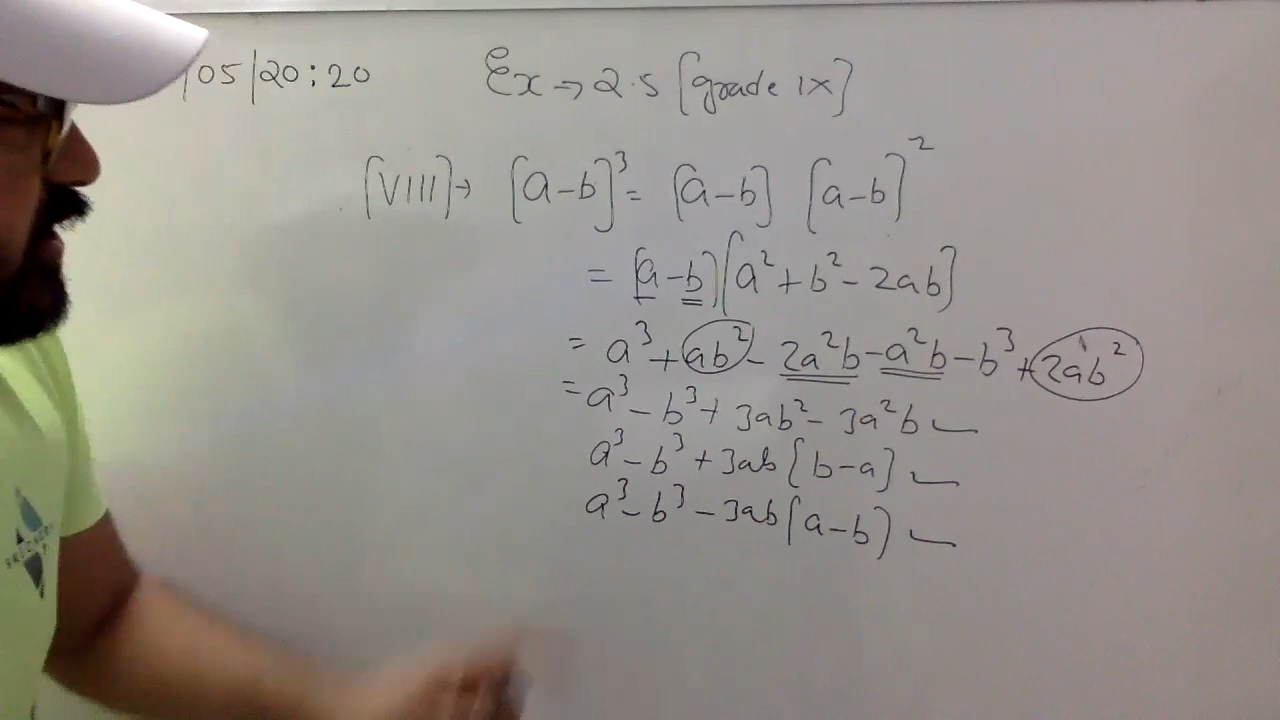 /05/20:20
Ex → 2.5 [grade IX]
[VIII] → [a-b]³ = [a-b] [a-b]²
= [a-b] [a²+b²-2ab]
= a³+ab²-2a²b-a²b-b³+2ab²
= a³-b³+3ab²-3a²b
a³-b³+3ab[b-a]
a³-b³-3ab[a-b)